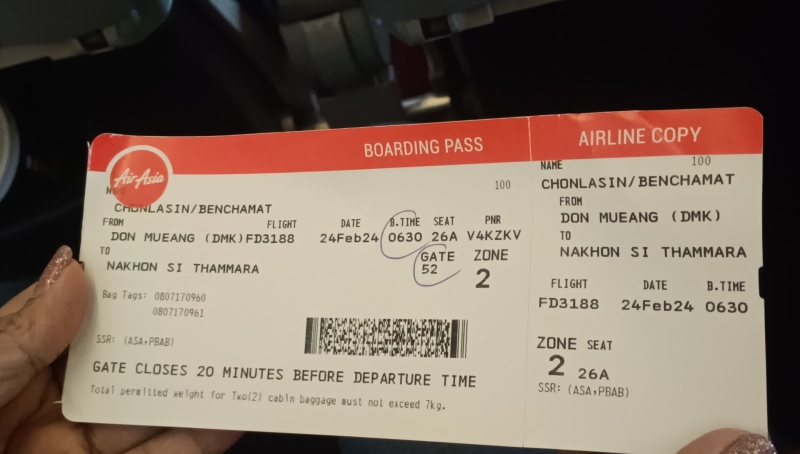 BOARDING PASS
AirAsia
100
CHONLASIN/BENCHAMAT
FROM FLIGHT DATE B.TIME SEAT PNR
DON MUEANG (DMK)FD3188 24Feb24 0630 26A V4KZKV
TO GATE ZONE
NAKHON SI THAMMARA 52 2
Bag Tags: 0807170960
0807170961
SSR: (ASA,PBAB)
GATE CLOSES 20 MINUTES BEFORE DEPARTURE TIME
Total permitted weight for Two(2) cabin baggage must not exceed 7kg.
AIRLINE COPY
NAME 100
CHONLASIN/BENCHAMAT
FROM
DON MUEANG (DMK)
TO
NAKHON SI THAMMARA
FLIGHT DATE B.TIME
FD3188 24Feb24 0630
ZONE SEAT
2 26A
SSR: (ASA,PBAB)